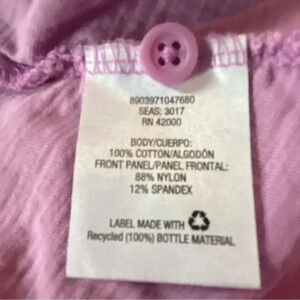 8903971047680
SEAS: 3017
RN 42000
BODY/CUERPO:
100% COTTON/ALGODÓN
FRONT PANEL/PANEL FRONTAL:
88% NYLON
12% SPANDEX
LABEL MADE WITH
Recycled (100%) BOTTLE MATERIAL